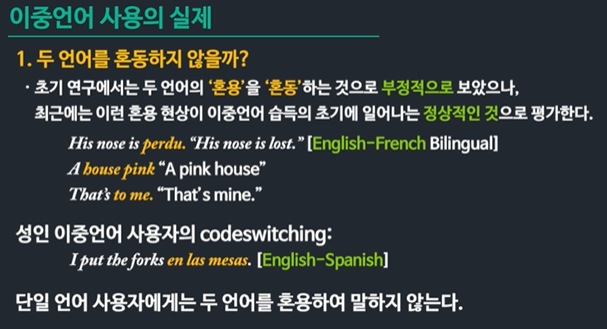 이중언어 사용의 실제
1. 두 언어를 혼동하지 않을까?
· 초기 연구에서는 두 언어의 ‘혼용’을 ‘혼동’하는 것으로 부정적으로 보았으나,
최근에는 이런 혼용 현상이 이중언어 습득의 초기에 일어나는 정상적인 것으로 평가한다.
His nose is perdu. “His nose is lost.” [English-French Bilingual]
A house pink “A pink house”
That’s to me. “That’s mine.”
성인 이중언어 사용자의 codeswitching:
I put the forks en las mesas. [English-Spanish]
단일 언어 사용자에게는 두 언어를 혼용하여 말하지 않는다.